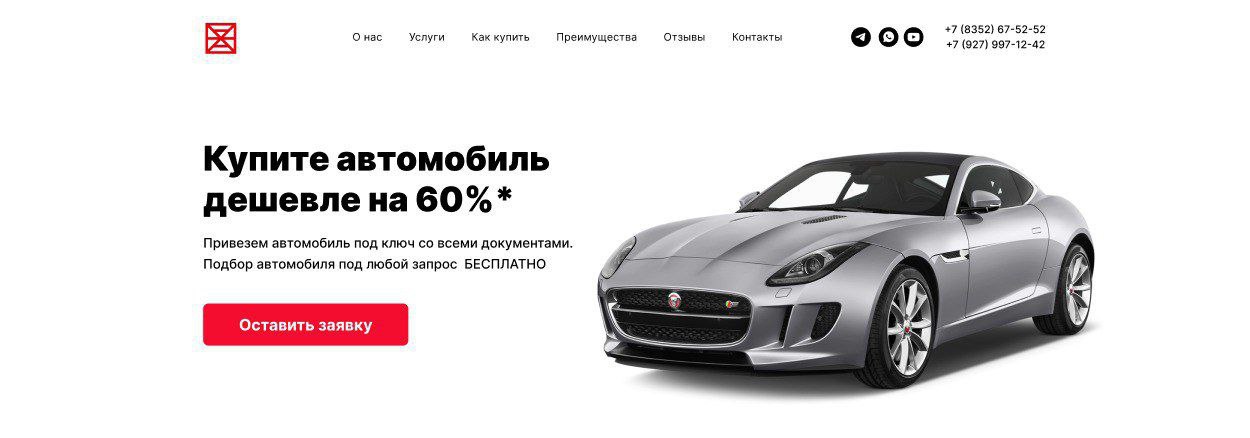 О нас Услуги Как купить Преимущества Отзывы Контакты
+7 (8352) 67-52-52
+7 (927) 997-12-42
Купите автомобиль
дешевле на 60%*
Привезем автомобиль под ключ со всеми документами.
Подбор автомобиля под любой запрос БЕСПЛАТНО
Оставить заявку